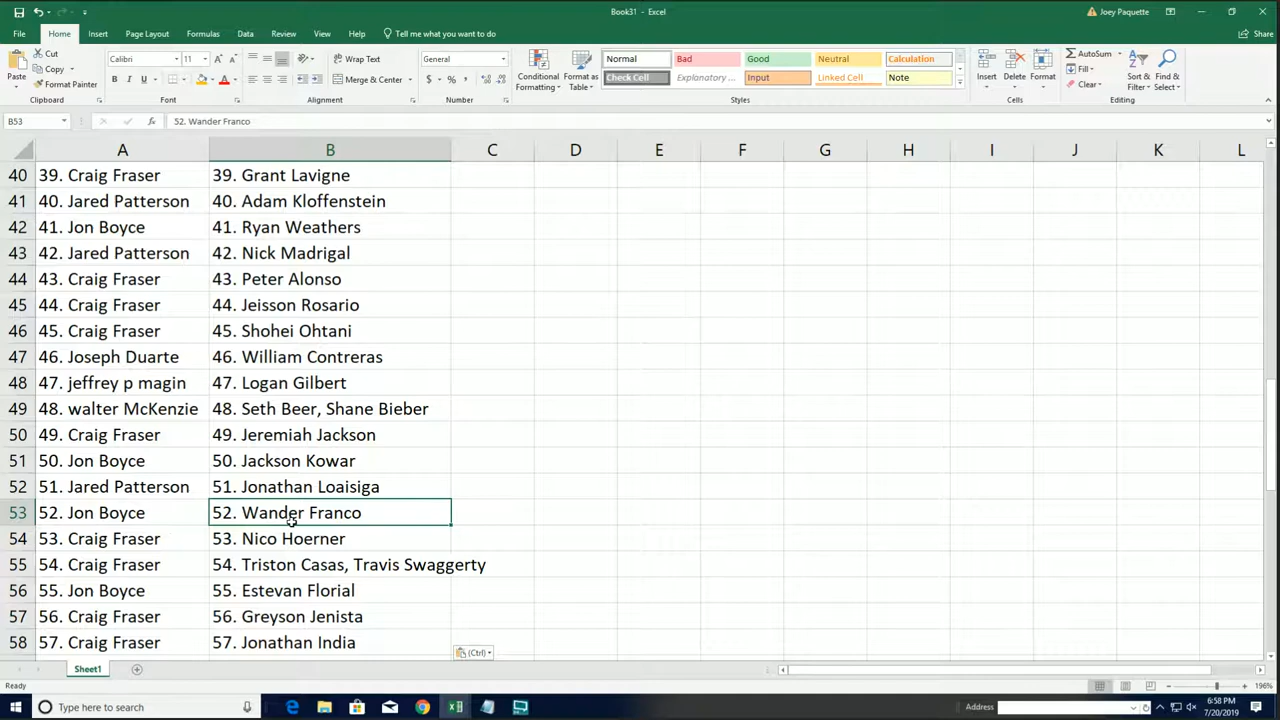 Book31 - Excel
Joey Paquette
File Home Insert Page Layout Formulas Data Review View Help Tell me what you want to do Share
Paste Cut Copy Format Painter Clipboard
Calibri 11 B I U A A A Font
Wrap Text Merge & Center Alignment
General $ % , Number
Conditional Formatting Format as Table Normal Bad Good Neutral Calculation
Check Cell Explanatory ... Input Linked Cell Note Styles
Insert Delete Format Cells
AutoSum Fill Clear Sort & Filter Find & Select Editing
B53 fx 52. Wander Franco
A B C D E F G H I J K L
40 39. Craig Fraser 39. Grant Lavigne
41 40. Jared Patterson 40. Adam Kloffenstein
42 41. Jon Boyce 41. Ryan Weathers
43 42. Jared Patterson 42. Nick Madrigal
44 43. Craig Fraser 43. Peter Alonso
45 44. Craig Fraser 44. Jeisson Rosario
46 45. Craig Fraser 45. Shohei Ohtani
47 46. Joseph Duarte 46. William Contreras
48 47. jeffrey p magin 47. Logan Gilbert
49 48. walter McKenzie 48. Seth Beer, Shane Bieber
50 49. Craig Fraser 49. Jeremiah Jackson
51 50. Jon Boyce 50. Jackson Kowar
52 51. Jared Patterson 51. Jonathan Loaisiga
53 52. Jon Boyce 52. Wander Franco
54 53. Craig Fraser 53. Nico Hoerner
55 54. Craig Fraser 54. Triston Casas, Travis Swaggerty
56 55. Jon Boyce 55. Estevan Florial
57 56. Craig Fraser 56. Greyson Jenista
58 57. Craig Fraser 57. Jonathan India
(Ctrl)
Sheet1
Ready 196%
Type here to search Address 6:58 PM
7/20/2019